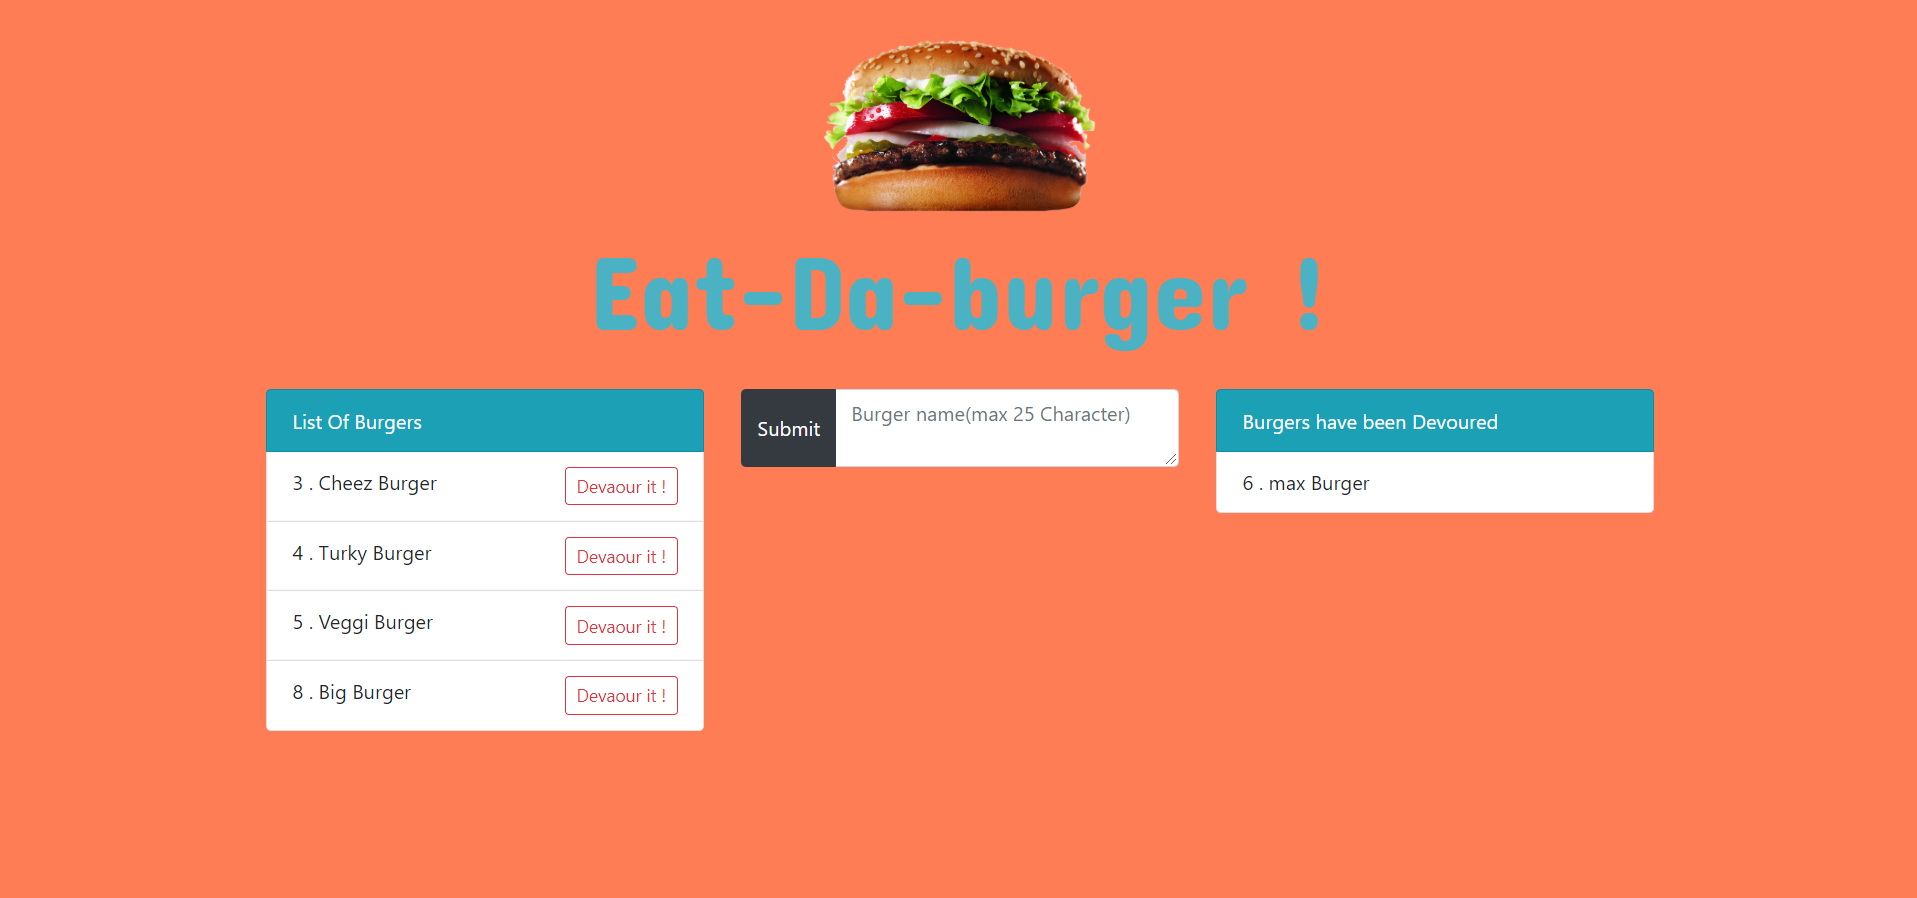 Eat-Da-burger !
List Of Burgers
3 . Cheez Burger
Devaour it !
4 . Turky Burger
Devaour it !
5 . Veggi Burger
Devaour it !
8 . Big Burger
Devaour it !
Submit
Burger name(max 25 Character)
Burgers have been Devoured
6 . max Burger